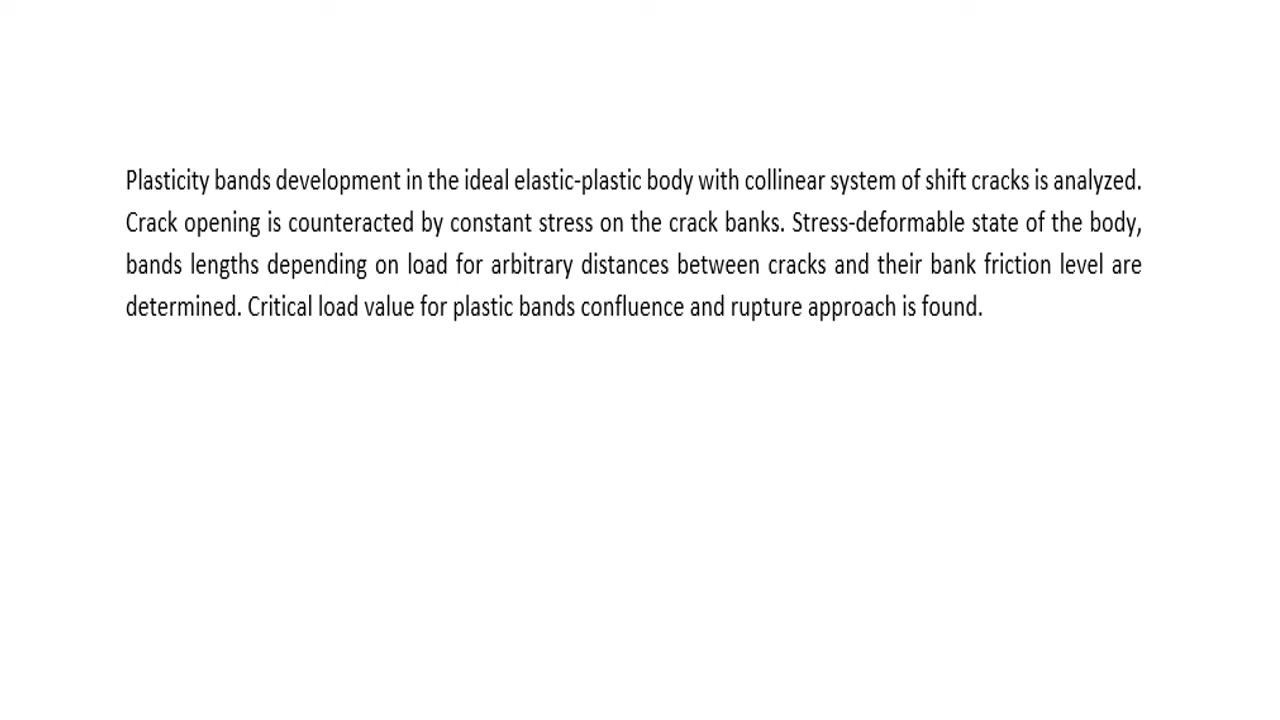 Plasticity bands development in the ideal elastic-plastic body with collinear system of shift cracks is analyzed.
Crack opening is counteracted by constant stress on the crack banks. Stress-deformable state of the body,
bands lengths depending on load for arbitrary distances between cracks and their bank friction level are
determined. Critical load value for plastic bands confluence and rupture approach is found.